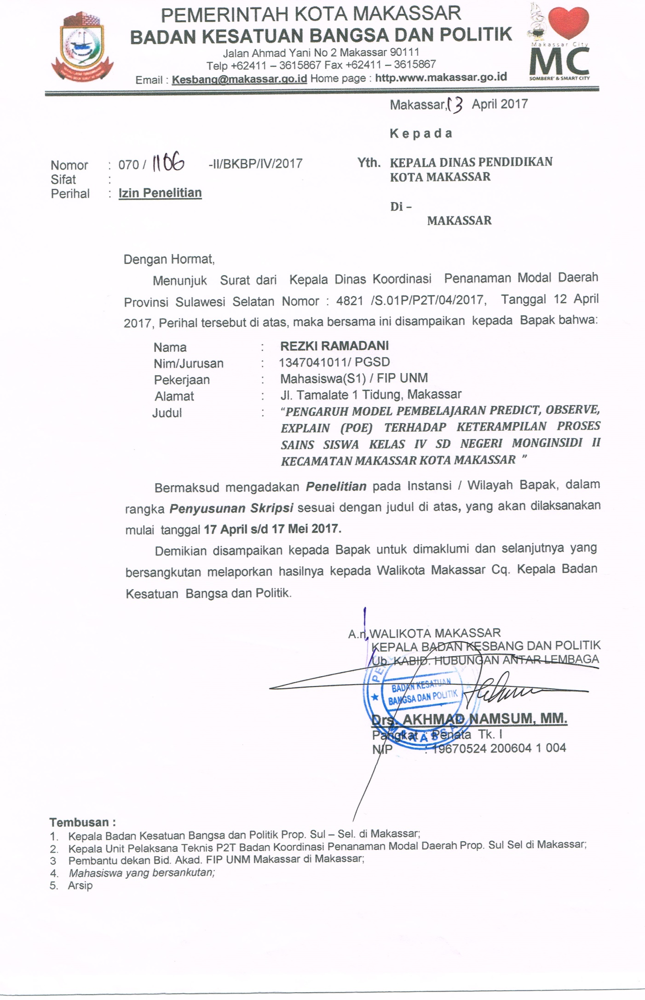 PEMERINTAH KOTA MAKASSAR
BADAN KESATUAN BANGSA DAN POLITIK
Jalan Ahmad Yani No 2 Makassar 90111
Telp +62411 – 3615867 Fax +62411 – 3615867
Email : Kesbang@makassar.go.id Home page : http.www.makassar.go.id
Makassar City
MC
SOMBERE' & SMART CITY
Makassar, 13 April 2017
Kepada
Nomor : 070 / 1106 -II/BKBP/IV/2017
Sifat :
Perihal : Izin Penelitian
Yth. KEPALA DINAS PENDIDIKAN
KOTA MAKASSAR
Di –
MAKASSAR
Dengan Hormat,
Menunjuk Surat dari Kepala Dinas Koordinasi Penanaman Modal Daerah
Provinsi Sulawesi Selatan Nomor : 4821 /S.01P/P2T/04/2017, Tanggal 12 April
2017, Perihal tersebut di atas, maka bersama ini disampaikan kepada Bapak bahwa:
Nama : REZKI RAMADANI
Nim/Jurusan : 1347041011/ PGSD
Pekerjaan : Mahasiswa(S1) / FIP UNM
Alamat : Jl. Tamalate 1 Tidung, Makassar
Judul : "PENGARUH MODEL PEMBELAJARAN PREDICT, OBSERVE,
EXPLAIN (POE) TERHADAP KETERAMPILAN PROSES
SAINS SISWA KELAS IV SD NEGERI MONGINSIDI II
KECAMATAN MAKASSAR KOTA MAKASSAR "
Bermaksud mengadakan Penelitian pada Instansi / Wilayah Bapak, dalam
rangka Penyusunan Skripsi sesuai dengan judul di atas, yang akan dilaksanakan
mulai tanggal 17 April s/d 17 Mei 2017.
Demikian disampaikan kepada Bapak untuk dimaklumi dan selanjutnya yang
bersangkutan melaporkan hasilnya kepada Walikota Makassar Cq. Kepala Badan
Kesatuan Bangsa dan Politik.
A.n WALIKOTA MAKASSAR
KEPALA BADAN KESBANG DAN POLITIK
Ub. KABID. HUBUNGAN ANTAR LEMBAGA
BADAN KESATUAN
BANGSA DAN POLITIK
MAKASSAR
Drs. AKHMAD NAMSUM, MM.
Pangkat : Penata Tk. I
NIP : 19670524 200604 1 004
Tembusan :
1. Kepala Badan Kesatuan Bangsa dan Politik Prop. Sul – Sel. di Makassar;
2. Kepala Unit Pelaksana Teknis P2T Badan Koordinasi Penanaman Modal Daerah Prop. Sul Sel di Makassar;
3 Pembantu dekan Bid. Akad. FIP UNM Makassar di Makassar;
4. Mahasiswa yang bersankutan;
5. Arsip